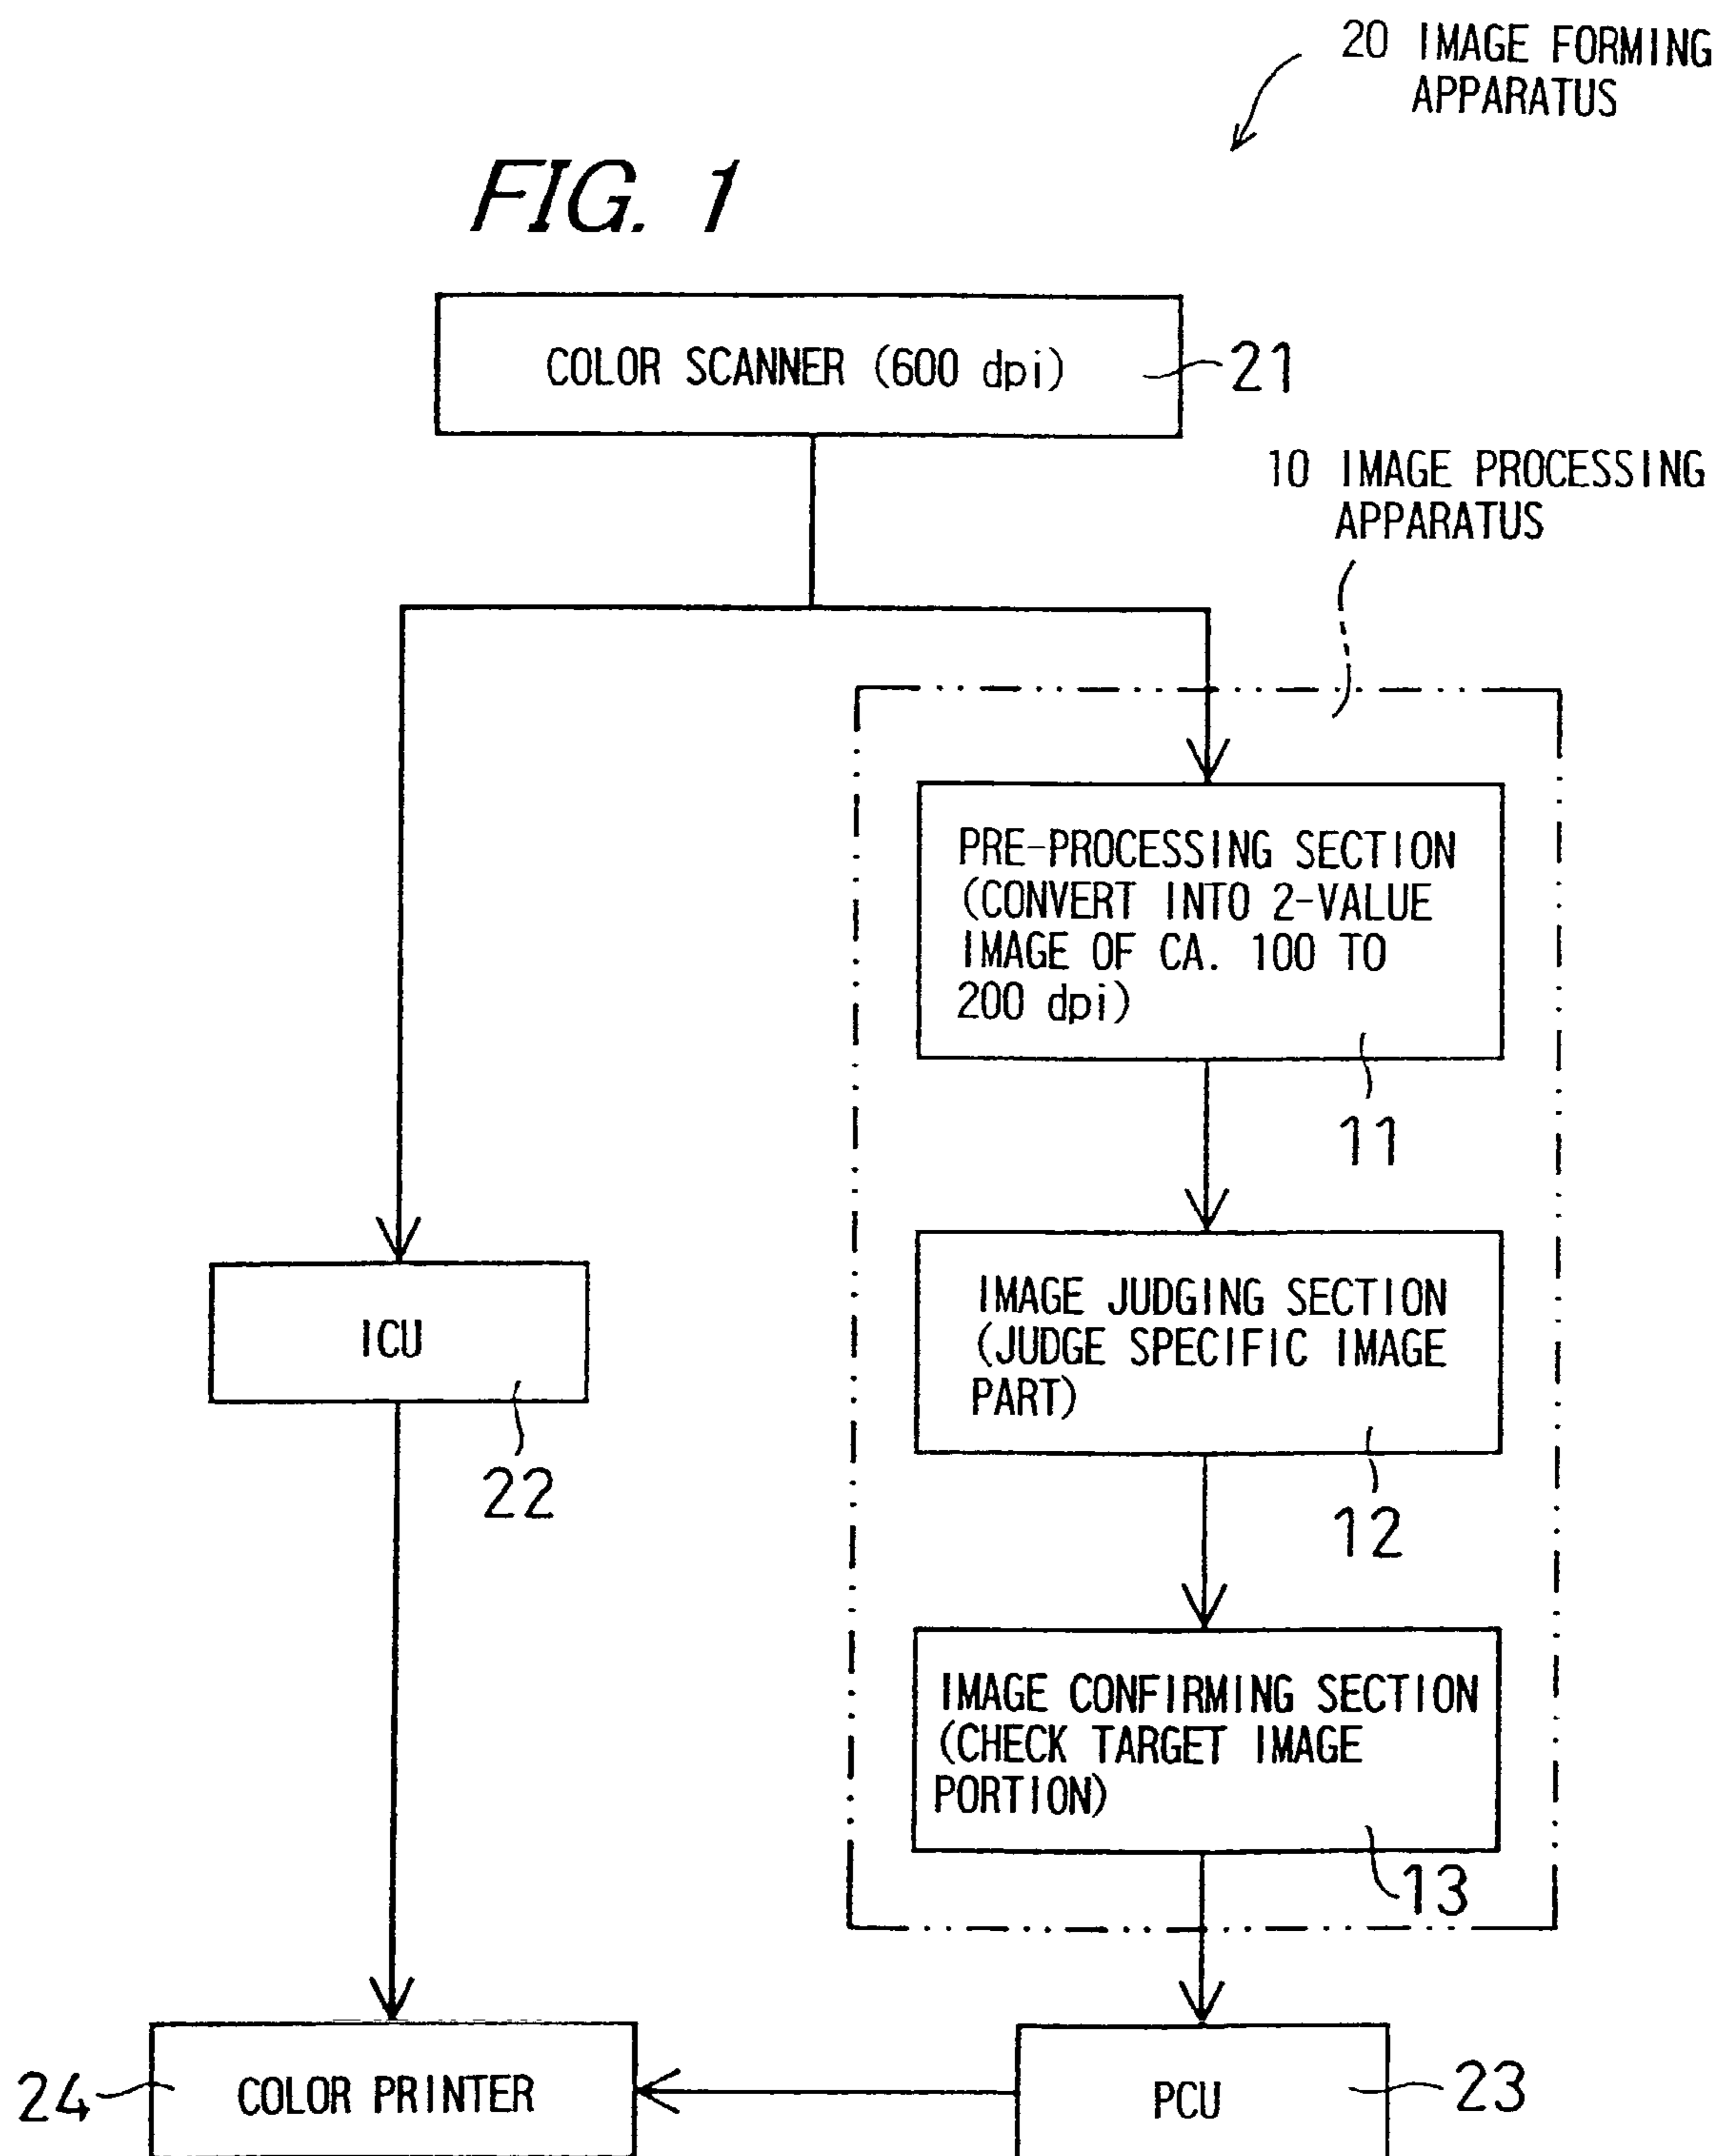 20 IMAGE FORMING
APPARATUS
FIG. 1
COLOR SCANNER (600 dpi)
21
10 IMAGE PROCESSING
APPARATUS
PRE-PROCESSING SECTION
(CONVERT INTO 2-VALUE
IMAGE OF CA. 100 TO
200 dpi)
11
IMAGE JUDGING SECTION
(JUDGE SPECIFIC IMAGE
PART)
12
ICU
22
IMAGE CONFIRMING SECTION
(CHECK TARGET IMAGE
PORTION)
13
24
COLOR PRINTER
PCU
23